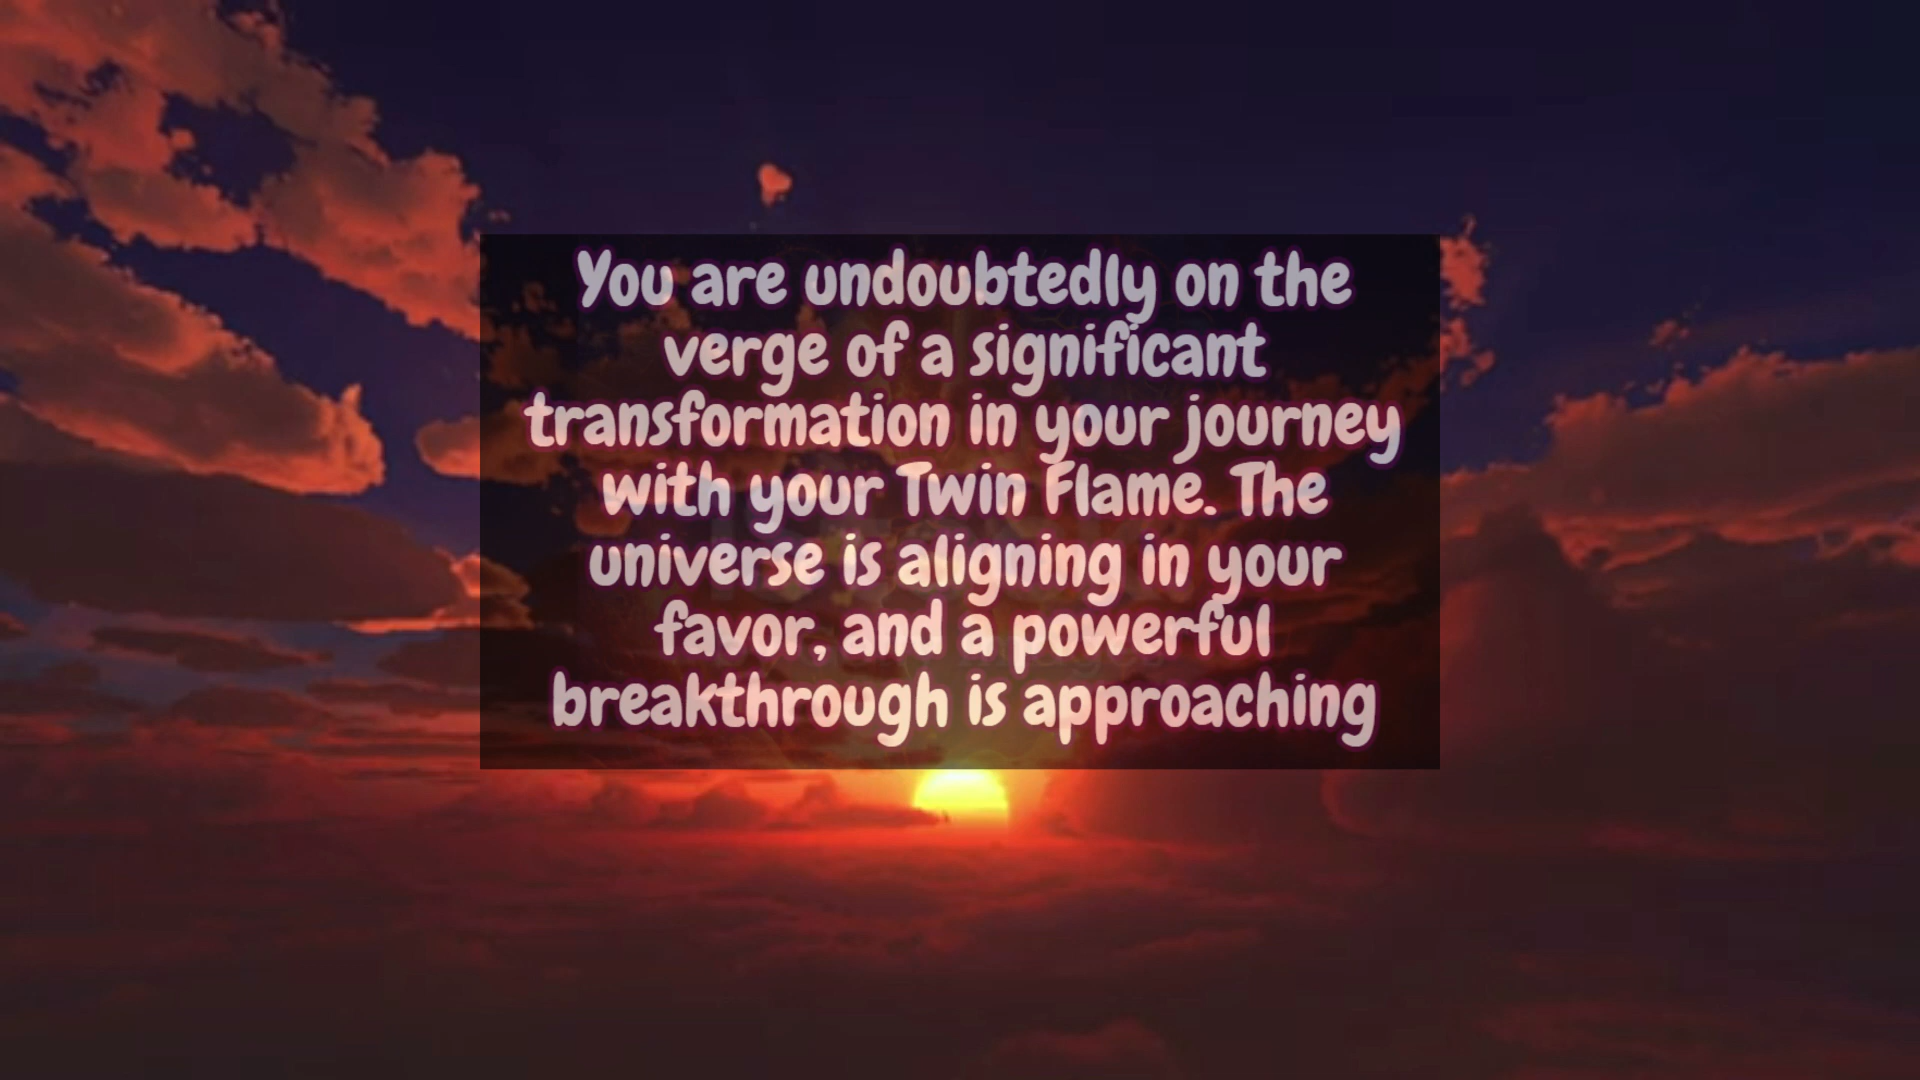 You are undoubtedly on the
verge of a significant
transformation in your journey
with your Twin Flame. The
universe is aligning in your
favor, and a powerful
breakthrough is approaching